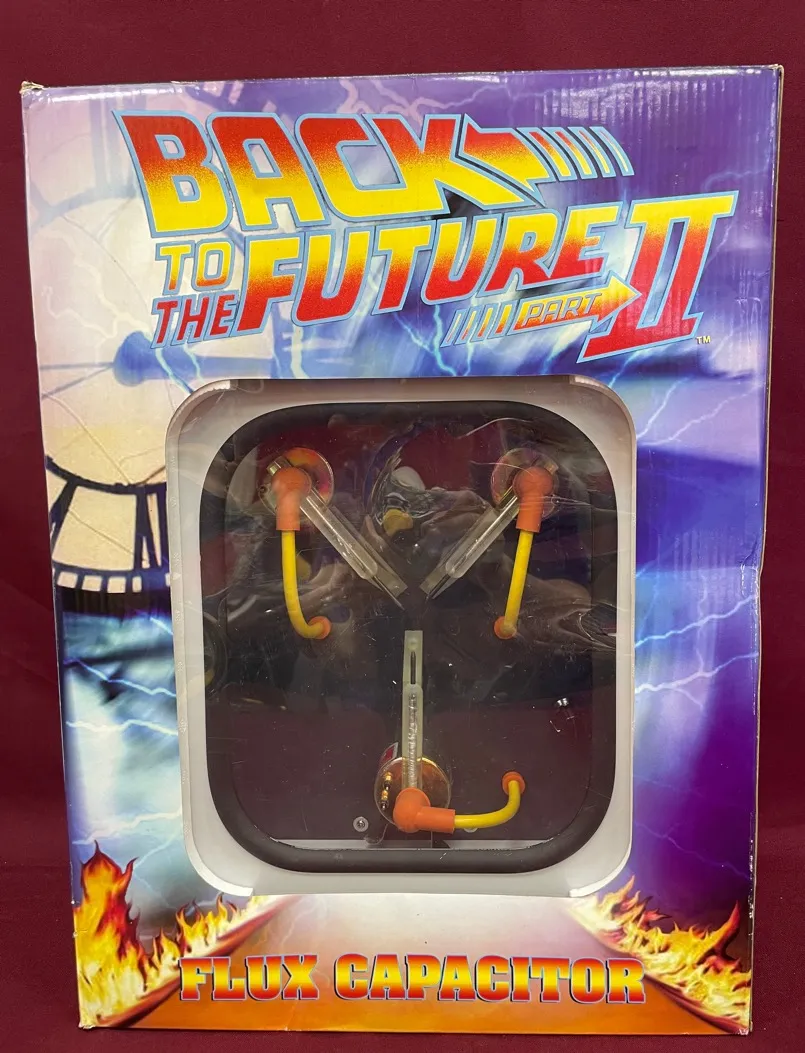 BACK
TO THE FUTURE II
PART
TM
FLUX CAPACITOR